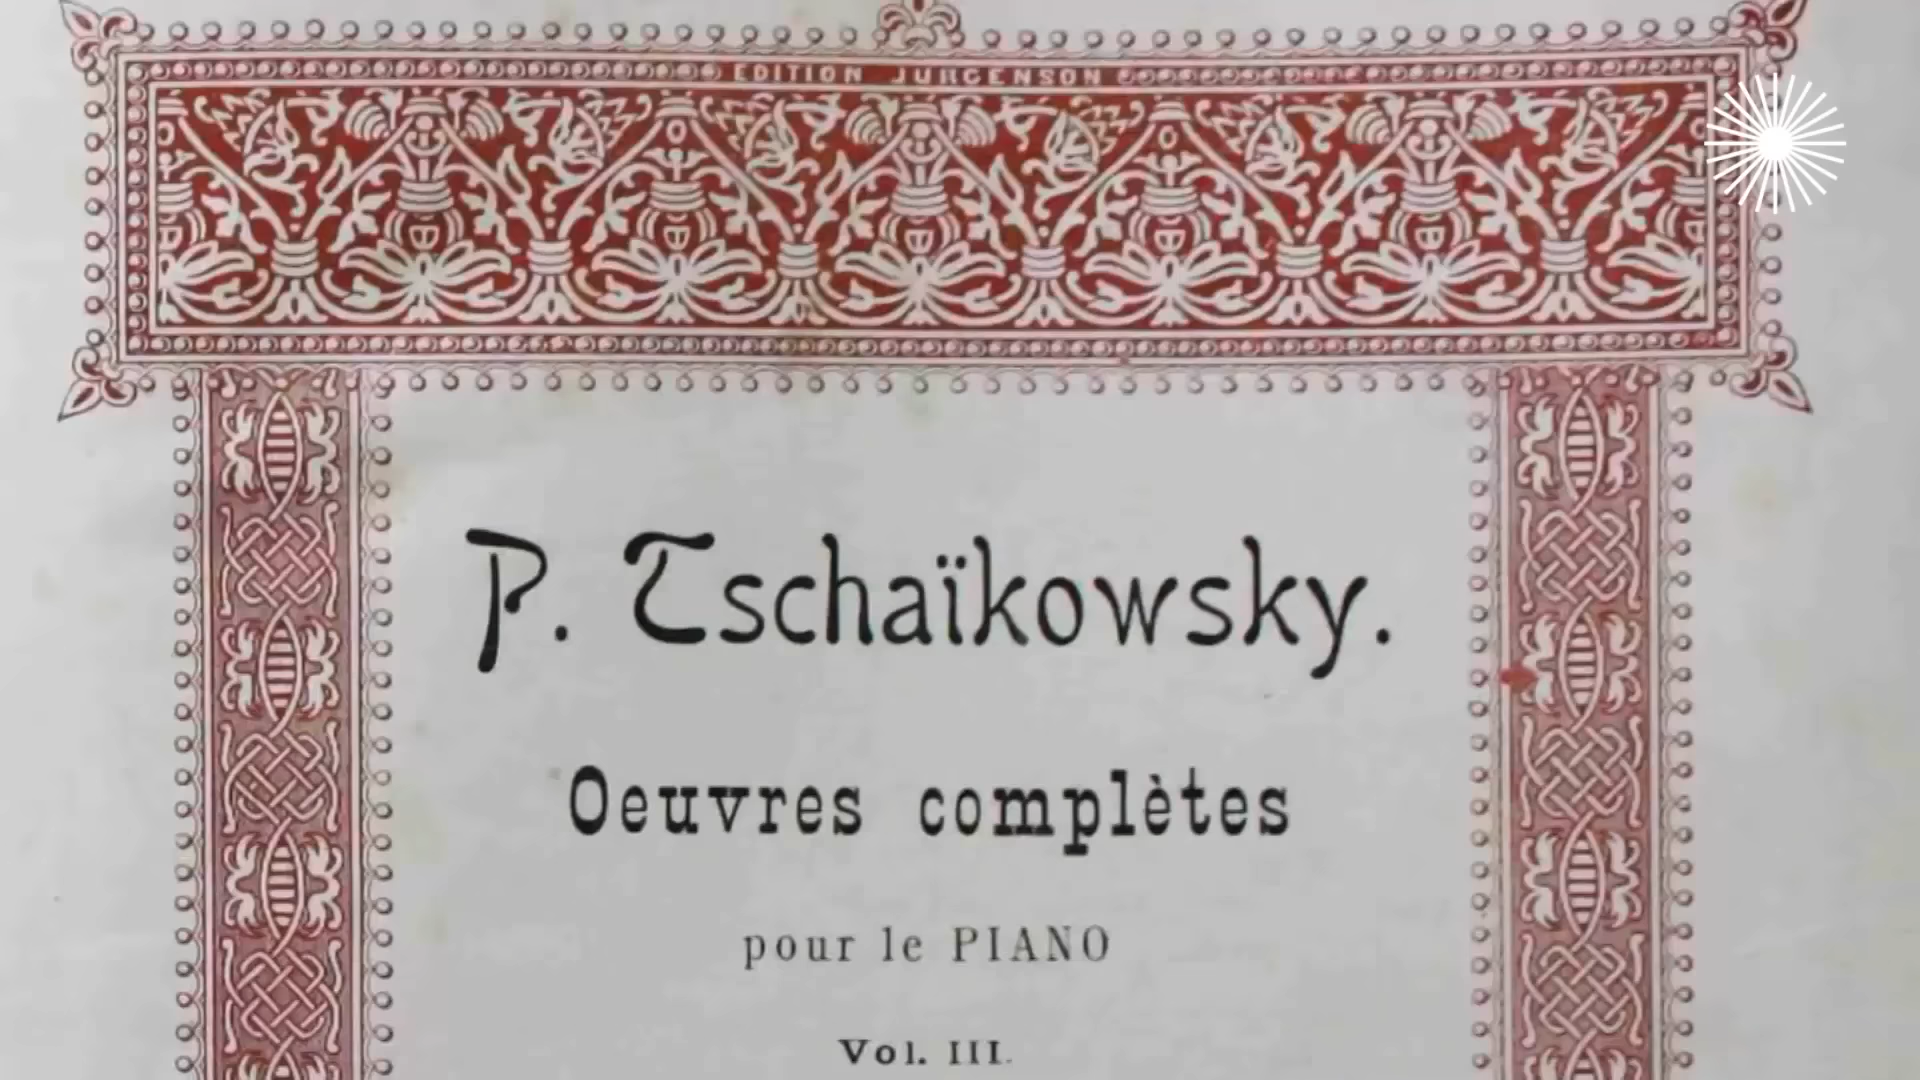 EDITION JURGENSON
P. Tschaïkowsky.
Oeuvres complètes
pour le PIANO
Vol. III.